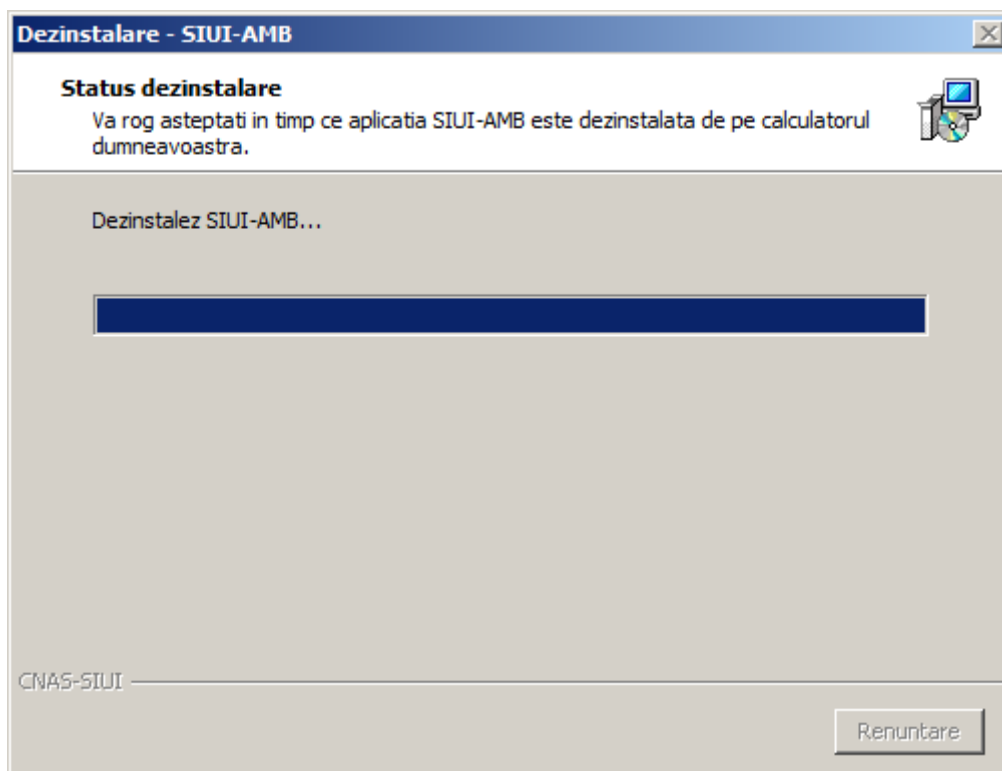 Dezinstalare - SIUI-AMB
Status dezinstalare
Va rog asteptati in timp ce aplicatia SIUI-AMB este dezinstalata de pe calculatorul
dumneavoastra.
Dezinstalez SIUI-AMB...
CNAS-SIUI
Renuntare